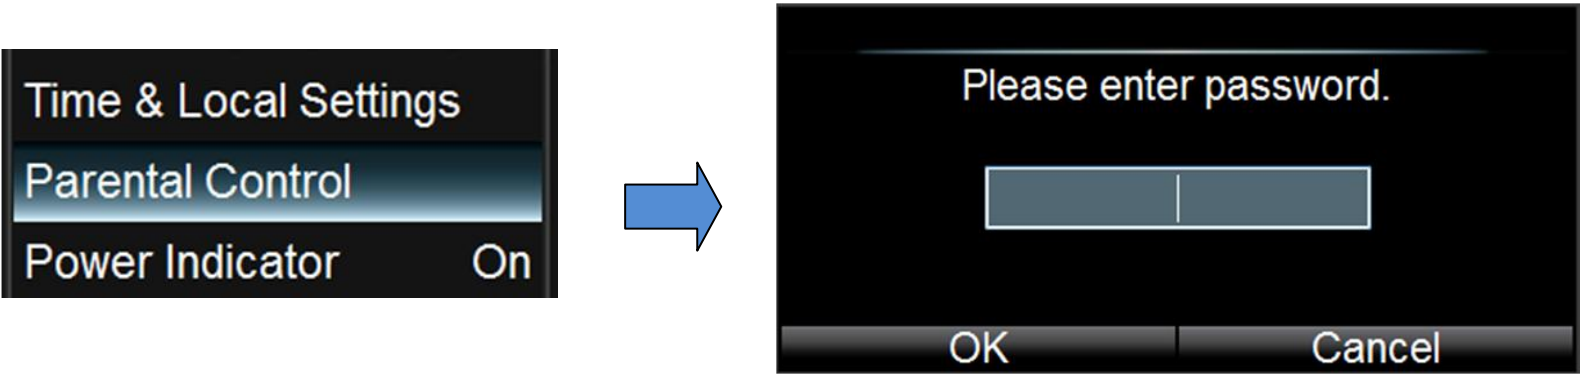 Time & Local Settings
Parental Control
Power Indicator On
Please enter password.
OK Cancel